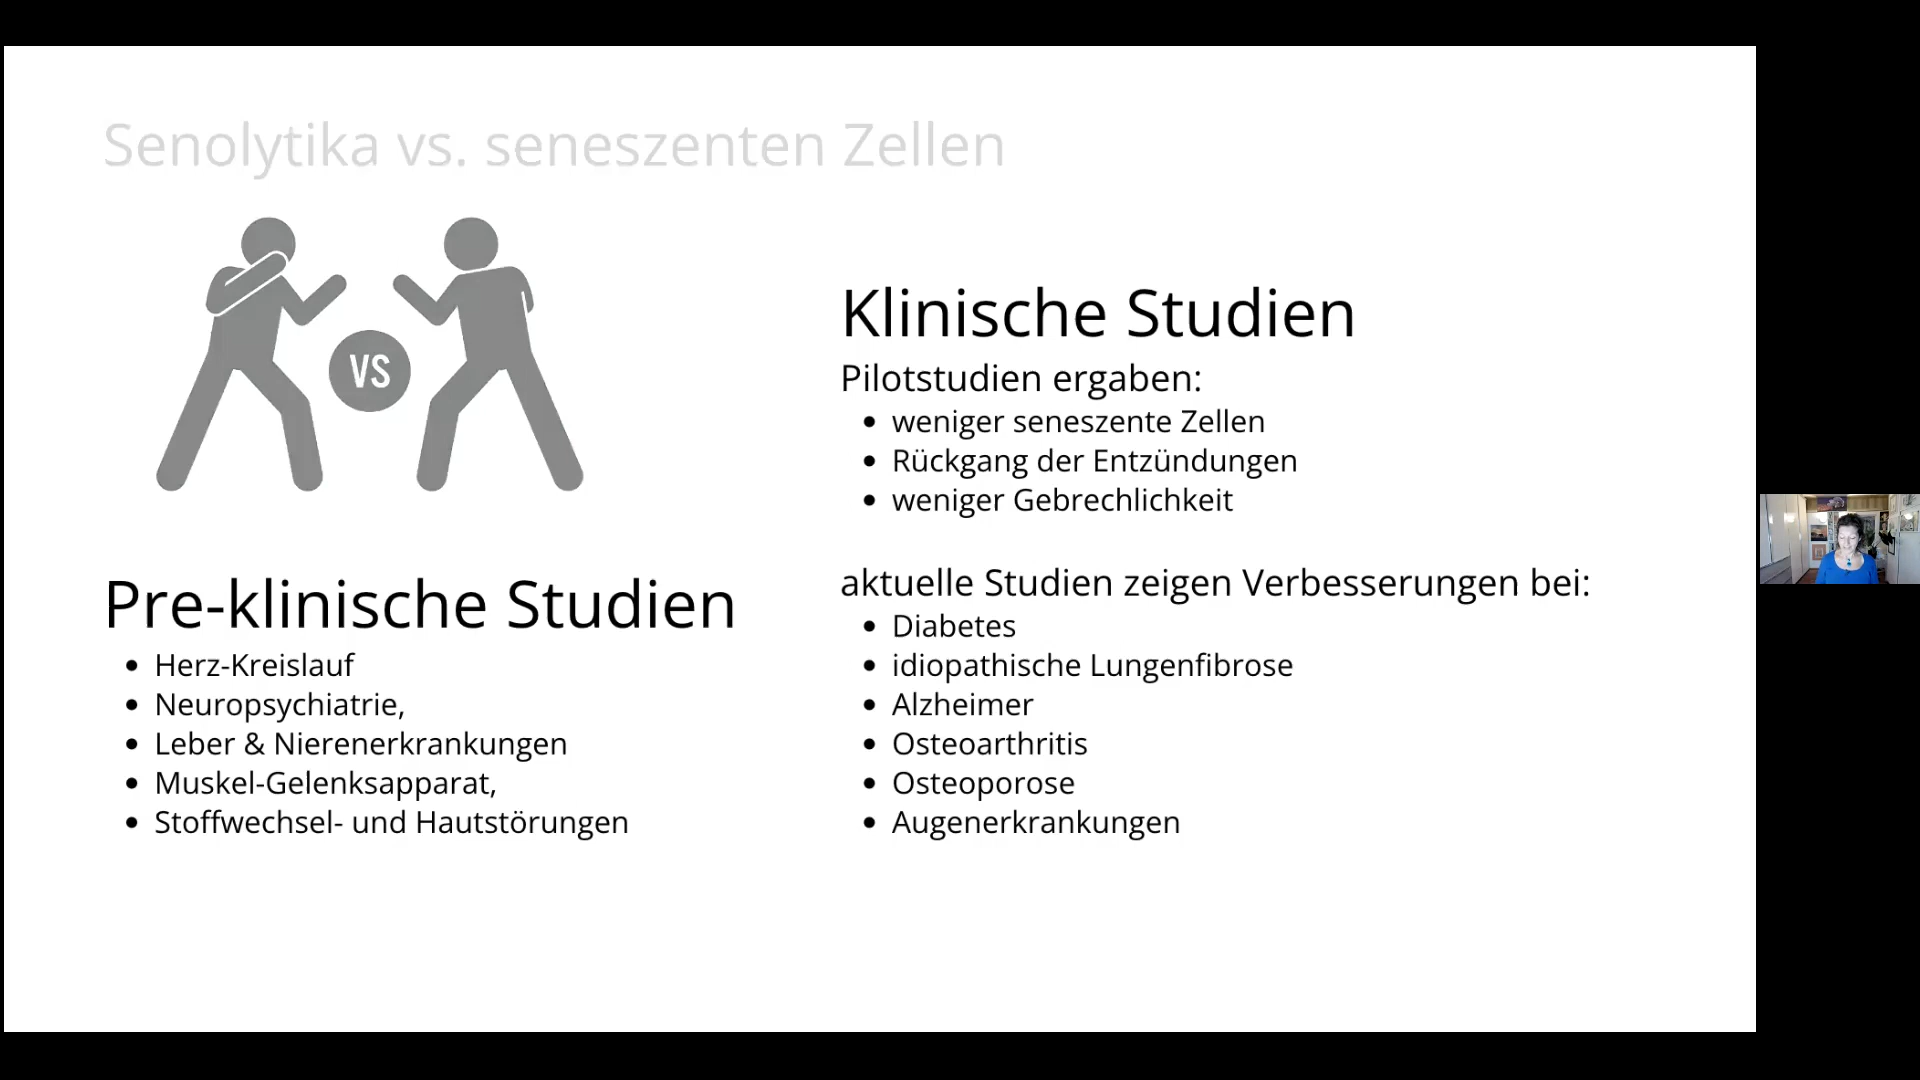 Senolytika vs. seneszenten Zellen
VS
Pre-klinische Studien
• Herz-Kreislauf
• Neuropsychiatrie,
• Leber & Nierenerkrankungen
• Muskel-Gelenksapparat,
• Stoffwechsel- und Hautstörungen
Klinische Studien
Pilotstudien ergaben:
• weniger seneszente Zellen
• Rückgang der Entzündungen
• weniger Gebrechlichkeit
aktuelle Studien zeigen Verbesserungen bei:
• Diabetes
• idiopathische Lungenfibrose
• Alzheimer
• Osteoarthritis
• Osteoporose
• Augenerkrankungen